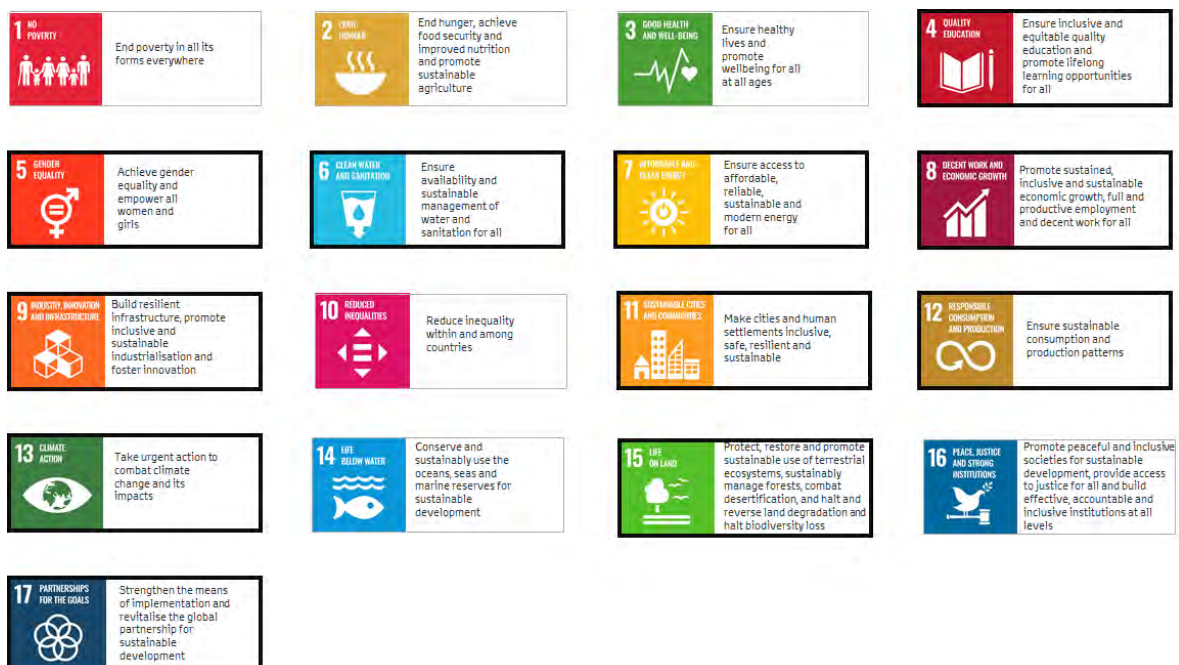 1 NO
POVERTY
End poverty in all its
forms everywhere
2 ZERO
HUNGER
End hunger, achieve
food security and
improved nutrition
and promote
sustainable
agriculture
3 GOOD HEALTH
AND WELL-BEING
Ensure healthy
lives and
promote
wellbeing for all
at all ages
4 QUALITY
EDUCATION
Ensure inclusive and
equitable quality
education and
promote lifelong
learning opportunities
for all
5 GENDER
EQUALITY
Achieve gender
equality and
empower all
women and
girls
6 CLEAN WATER
AND SANITATION
Ensure
availability and
sustainable
management of
water and
sanitation for all
7 AFFORDABLE AND
CLEAN ENERGY
Ensure access to
affordable,
reliable,
sustainable and
modern energy
for all
8 DECENT WORK AND
ECONOMIC GROWTH
Promote sustained,
inclusive and sustainable
economic growth, full and
productive employment
and decent work for all
9 INDUSTRY, INNOVATION
AND INFRASTRUCTURE
Build resilient
infrastructure, promote
inclusive and
sustainable
industrialisation and
foster innovation
10 REDUCED
INEQUALITIES
Reduce inequality
within and among
countries
11 SUSTAINABLE CITIES
AND COMMUNITIES
Make cities and human
settlements inclusive,
safe, resilient and
sustainable
12 RESPONSIBLE
CONSUMPTION
AND PRODUCTION
Ensure sustainable
consumption and
production patterns
13 CLIMATE
ACTION
Take urgent action to
combat climate
change and its
impacts
14 LIFE
BELOW WATER
Conserve and
sustainably use the
oceans, seas and
marine reserves for
sustainable
development
15 LIFE
ON LAND
Protect, restore and promote
sustainable use of terrestrial
ecosystems, sustainably
manage forests, combat
desertification, and halt and
reverse land degradation and
halt biodiversity loss
16 PEACE, JUSTICE
AND STRONG
INSTITUTIONS
Promote peaceful and inclusive
societies for sustainable
development, provide access
to justice for all and build
effective, accountable and
inclusive institutions at all
levels
17 PARTNERSHIPS
FOR THE GOALS
Strengthen the means
of implementation and
revitalise the global
partnership for
sustainable
development